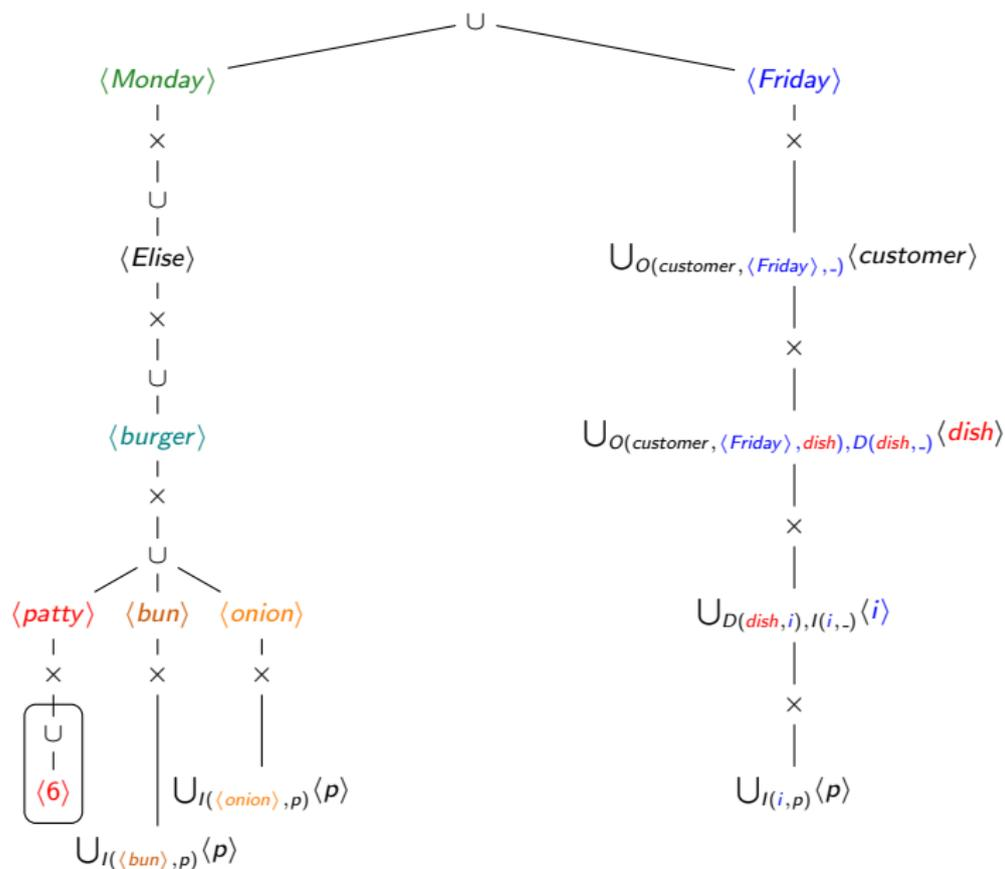 ∪
⟨Monday⟩ ⟨Friday⟩
× ×
∪
⟨Elise⟩ ⋃O(customer,⟨Friday⟩,_)⟨customer⟩
× ×
∪
⟨burger⟩ ⋃O(customer,⟨Friday⟩,dish),D(dish,_)⟨dish⟩
× ×
∪
⟨patty⟩ ⟨bun⟩ ⟨onion⟩ ⋃D(dish,i),I(i,_)⟨i⟩
× × × ×
∪
⟨6⟩ ⋃I(⟨onion⟩,p)⟨p⟩ ⋃I(i,p)⟨p⟩
⋃I(⟨bun⟩,p)⟨p⟩